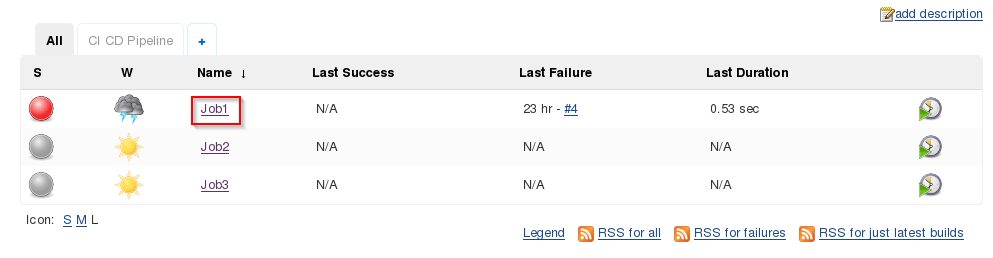 add description
All CI CD Pipeline +
S W Name ↓ Last Success Last Failure Last Duration
Job1 N/A 23 hr - #4 0.53 sec
Job2 N/A N/A N/A
Job3 N/A N/A N/A
Icon: S M L
Legend RSS for all RSS for failures RSS for just latest builds